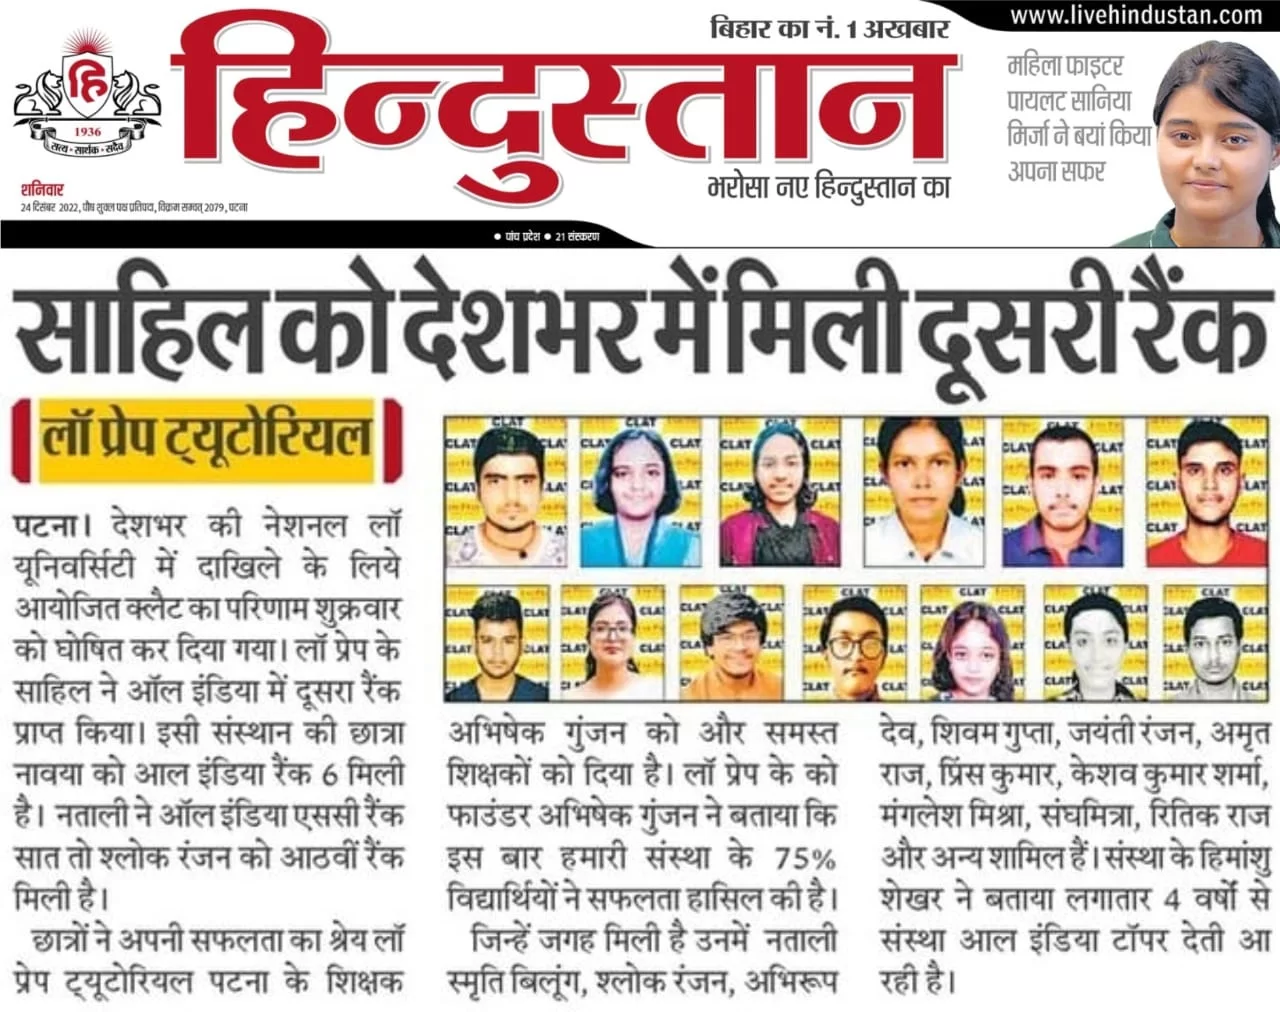 www.livehindustan.com
बिहार का नं. 1 अखबार
हिन्दुस्तान
भरोसा नए हिन्दुस्तान का
हि
1936
सत्य • सार्थक • सदैव
शनिवार
24 दिसंबर 2022, पौष शुक्ल पक्ष प्रतिपदा, विक्रम सम्वत् 2079, पटना
महिला फाइटर
पायलट सानिया
मिर्जा ने बयां किया
अपना सफर
● पांच प्रदेश ● 21 संस्करण
साहिल को देशभर में मिली दूसरी रैंक
लॉ प्रेप ट्यूटोरियल
पटना। देशभर की नेशनल लॉ
यूनिवर्सिटी में दाखिले के लिये
आयोजित क्लैट का परिणाम शुक्रवार
को घोषित कर दिया गया। लॉ प्रेप के
साहिल ने ऑल इंडिया में दूसरा रैंक
प्राप्त किया। इसी संस्थान की छात्रा
नावया को आल इंडिया रैंक 6 मिली
है। नताली ने ऑल इंडिया एससी रैंक
सात तो श्लोक रंजन को आठवीं रैंक
मिली है।
छात्रों ने अपनी सफलता का श्रेय लॉ
प्रेप ट्यूटोरियल पटना के शिक्षक
CLAT
अभिषेक गुंजन को और समस्त
शिक्षकों को दिया है। लॉ प्रेप के को
फाउंडर अभिषेक गुंजन ने बताया कि
इस बार हमारी संस्था के 75%
विद्यार्थियों ने सफलता हासिल की है।
जिन्हें जगह मिली है उनमें नताली
स्मृति बिलूंग, श्लोक रंजन, अभिरूप
देव, शिवम गुप्ता, जयंती रंजन, अमृत
राज, प्रिंस कुमार, केशव कुमार शर्मा,
मंगलेश मिश्रा, संघमित्रा, रितिक राज
और अन्य शामिल हैं। संस्था के हिमांशु
शेखर ने बताया लगातार 4 वर्षों से
संस्था आल इंडिया टॉपर देती आ
रही है।